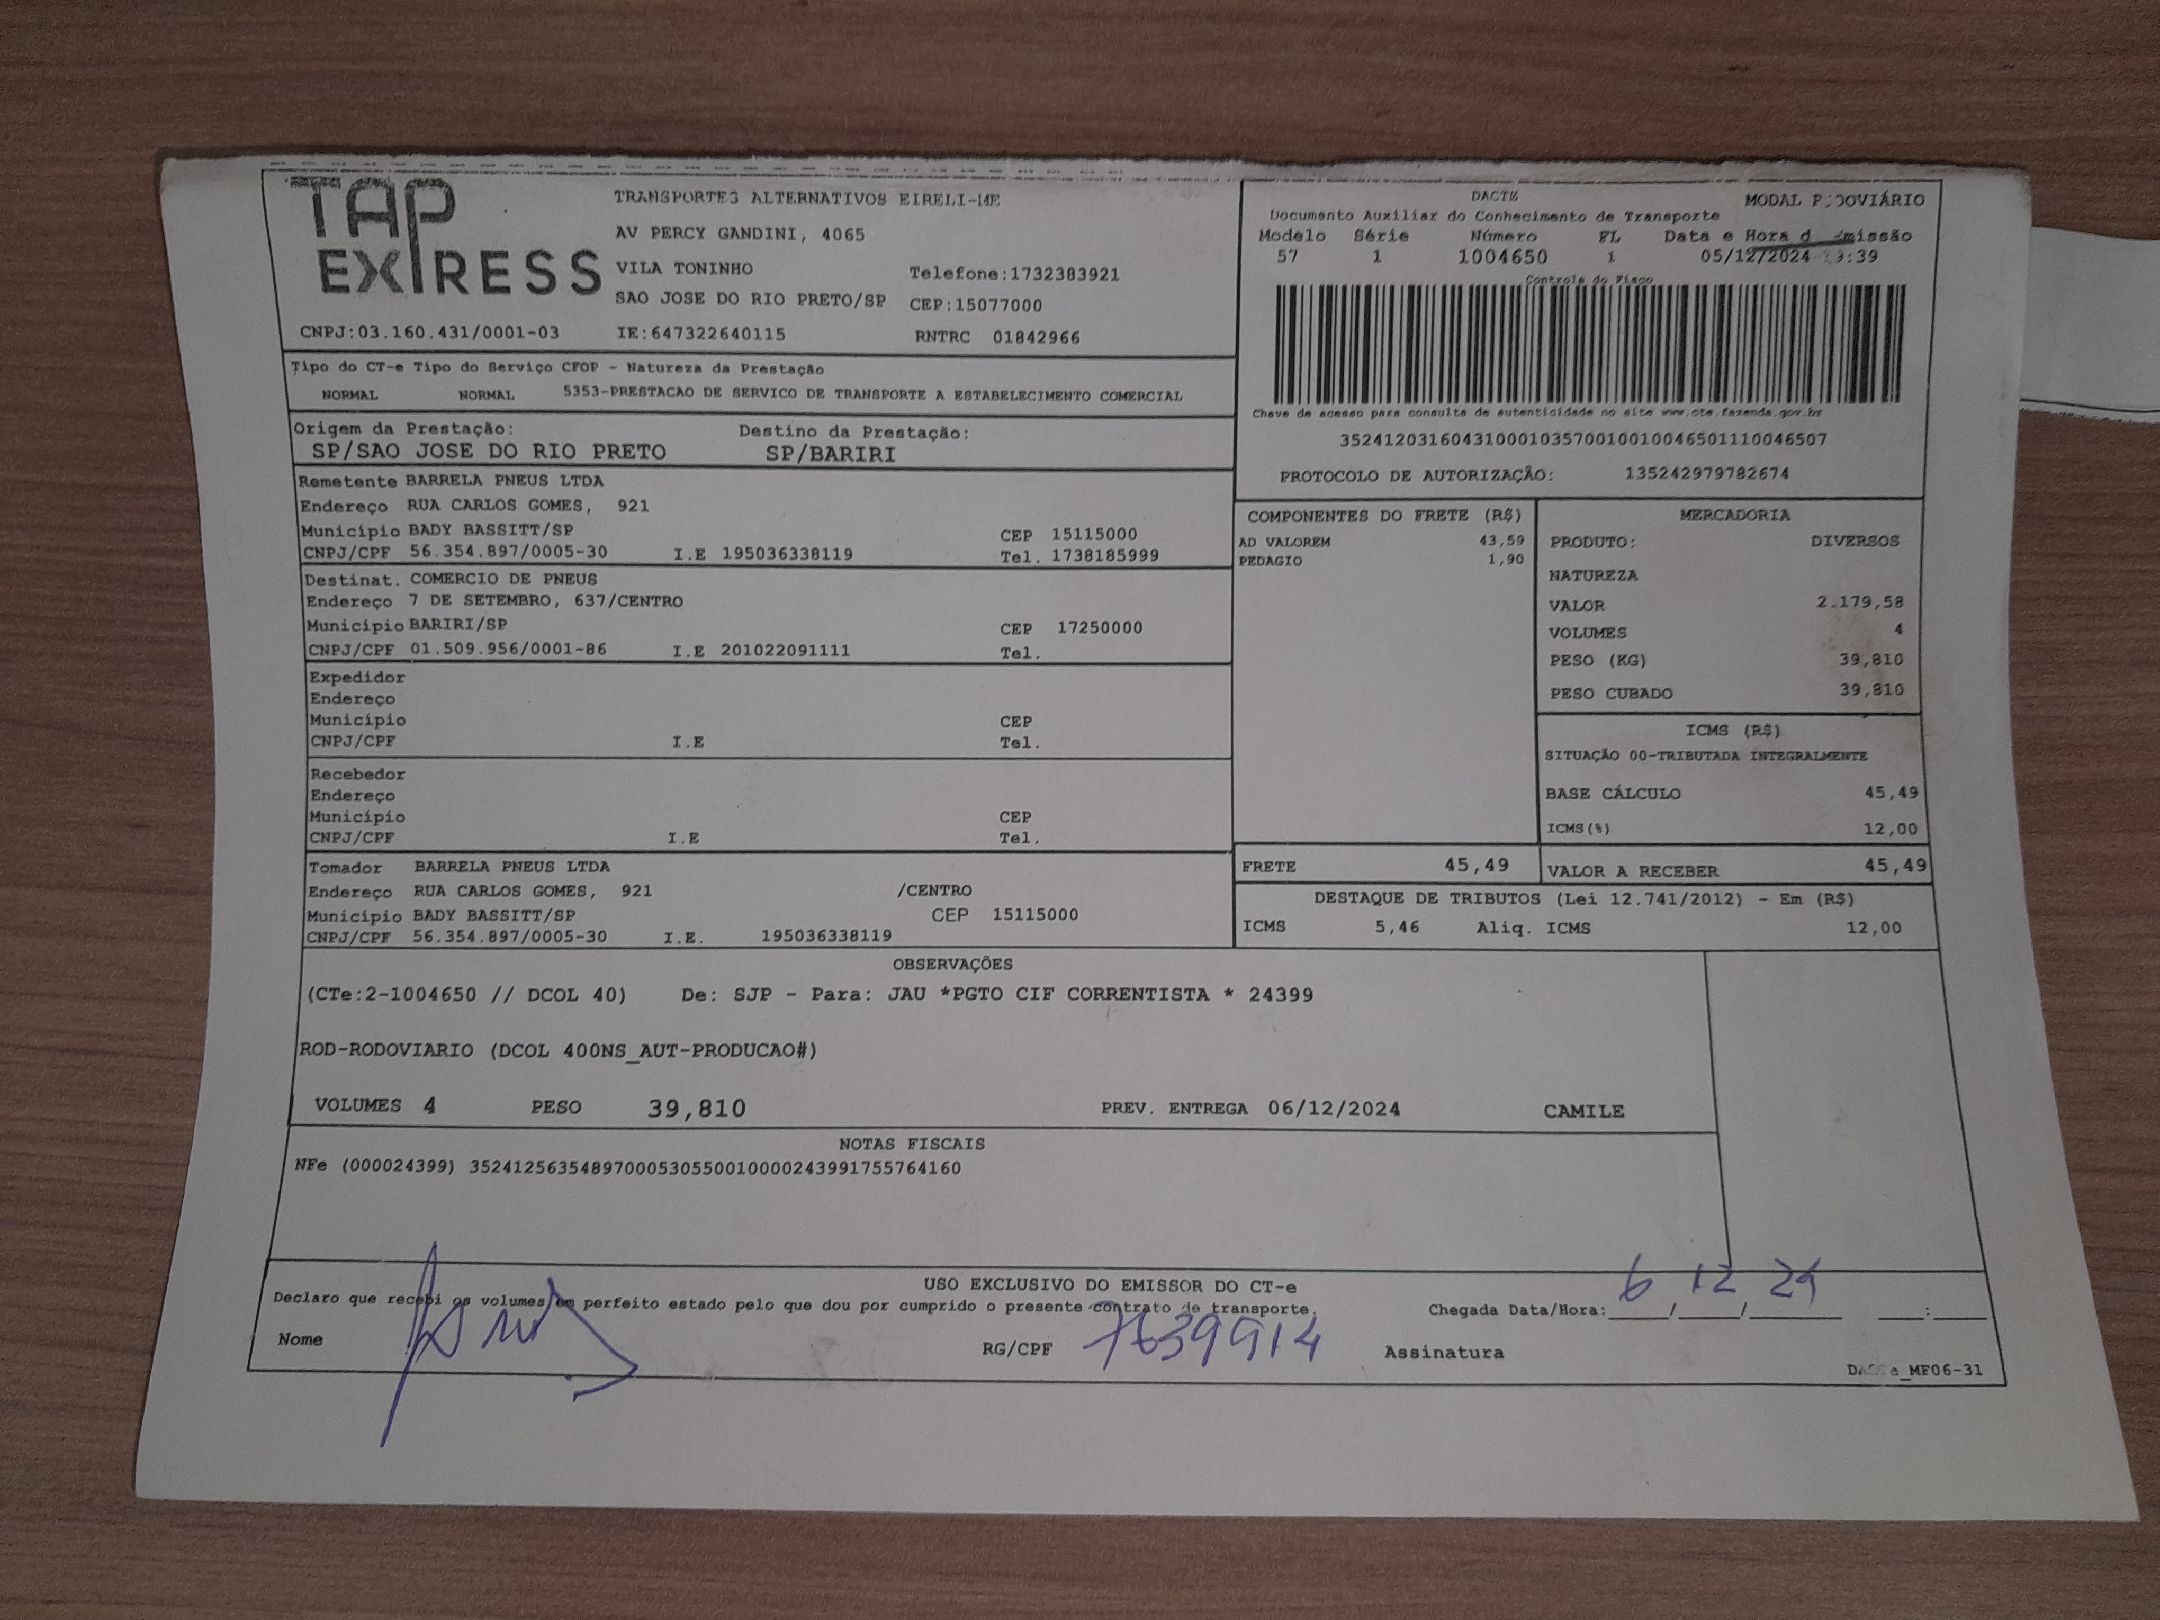 TAP EXPRESS
TRANSPORTES ALTERNATIVOS EIRELI-ME
AV PERCY GANDINI, 4065
VILA TONINHO Telefone:1732383921
SAO JOSE DO RIO PRETO/SP CEP:15077000
CNPJ:03.160.431/0001-03 IE:647322640115 RNTRC 01842966
DACTE MODAL RODOVIÁRIO
Documento Auxiliar do Conhecimento de Transporte
Modelo Série Número FL Data e Hora d Emissão
57 1 1004650 1 05/12/2024 :39
Controle do Fisco
Chave de acesso para consulta de autenticidade no site www.cte.fazenda.gov.br
35241203160431000103570010010046501110046507
PROTOCOLO DE AUTORIZAÇÃO: 135242979782674
Tipo do CT-e Tipo do Serviço CFOP - Natureza da Prestação
NORMAL NORMAL 5353-PRESTACAO DE SERVICO DE TRANSPORTE A ESTABELECIMENTO COMERCIAL
Origem da Prestação: Destino da Prestação:
SP/SAO JOSE DO RIO PRETO SP/BARIRI
Remetente BARRELA PNEUS LTDA
Endereço RUA CARLOS GOMES, 921
Município BADY BASSITT/SP CEP 15115000
CNPJ/CPF 56.354.897/0005-30 I.E 195036338119 Tel. 1738185999
Destinat. COMERCIO DE PNEUS
Endereço 7 DE SETEMBRO, 637/CENTRO
Município BARIRI/SP CEP 17250000
CNPJ/CPF 01.509.956/0001-86 I.E 201022091111 Tel.
Expedidor
Endereço
Município CEP
CNPJ/CPF I.E Tel.
Recebedor
Endereço
Município CEP
CNPJ/CPF I.E Tel.
Tomador BARRELA PNEUS LTDA
Endereço RUA CARLOS GOMES, 921 /CENTRO
Município BADY BASSITT/SP CEP 15115000
CNPJ/CPF 56.354.897/0005-30 I.E. 195036338119
COMPONENTES DO FRETE (R$)
AD VALOREM 43,59
PEDAGIO 1,90
MERCADORIA
PRODUTO: DIVERSOS
NATUREZA
VALOR 2.179,58
VOLUMES 4
PESO (KG) 39,810
PESO CUBADO 39,810
ICMS (R$)
SITUAÇÃO 00-TRIBUTADA INTEGRALMENTE
BASE CÁLCULO 45,49
ICMS(%) 12,00
FRETE 45,49 VALOR A RECEBER 45,49
DESTAQUE DE TRIBUTOS (Lei 12.741/2012) - Em (R$)
ICMS 5,46 Aliq. ICMS 12,00
OBSERVAÇÕES
(CTe:2-1004650 // DCOL 40) De: SJP - Para: JAU *PGTO CIF CORRENTISTA * 24399
ROD-RODOVIARIO (DCOL 400NS_AUT-PRODUCAO#)
VOLUMES 4 PESO 39,810 PREV. ENTREGA 06/12/2024 CAMILE
NOTAS FISCAIS
NFe (000024399) 35241256354897000530550010000243991755764160
USO EXCLUSIVO DO EMISSOR DO CT-e
Declaro que recebi os volumes em perfeito estado pelo que dou por cumprido o presente contrato de transporte.
Chegada Data/Hora: 6 / 12 / 24 :
Nome RG/CPF 7639914 Assinatura
_MF06-31